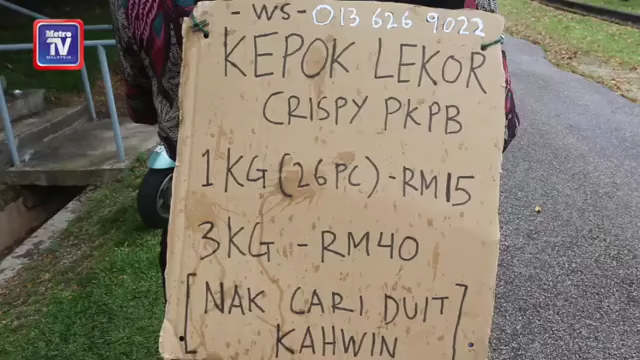 Metro
TV
MALAYSIA
-WS- 013 626 9022
KEPOK LEKOR
CRISPY PKPB
1KG (26PC) - RM15
3KG - RM40
[NAK CARI DUIT
KAHWIN]